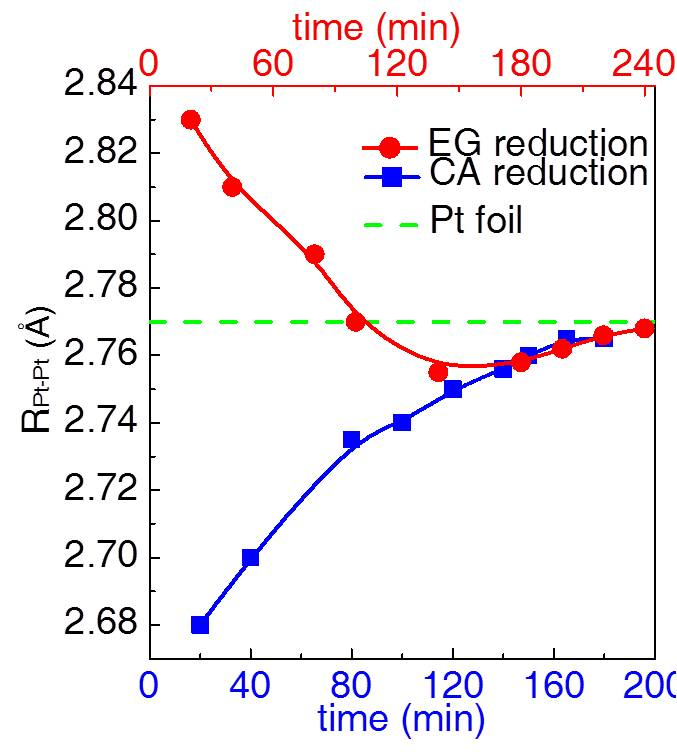 time (min)
0 60 120 180 240
2.84
2.82
2.80
2.78
2.76
2.74
2.72
2.70
2.68
EG reduction
CA reduction
Pt foil
RPt-Pt (Å)
0 40 80 120 160 200
time (min)